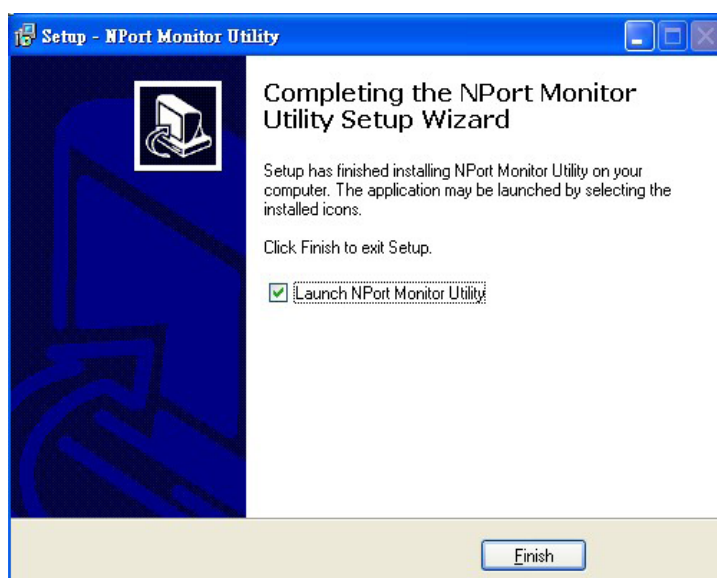 Setup - NPort Monitor Utility
Completing the NPort Monitor
Utility Setup Wizard
Setup has finished installing NPort Monitor Utility on your
computer. The application may be launched by selecting the
installed icons.
Click Finish to exit Setup.
Launch NPort Monitor Utility
Finish